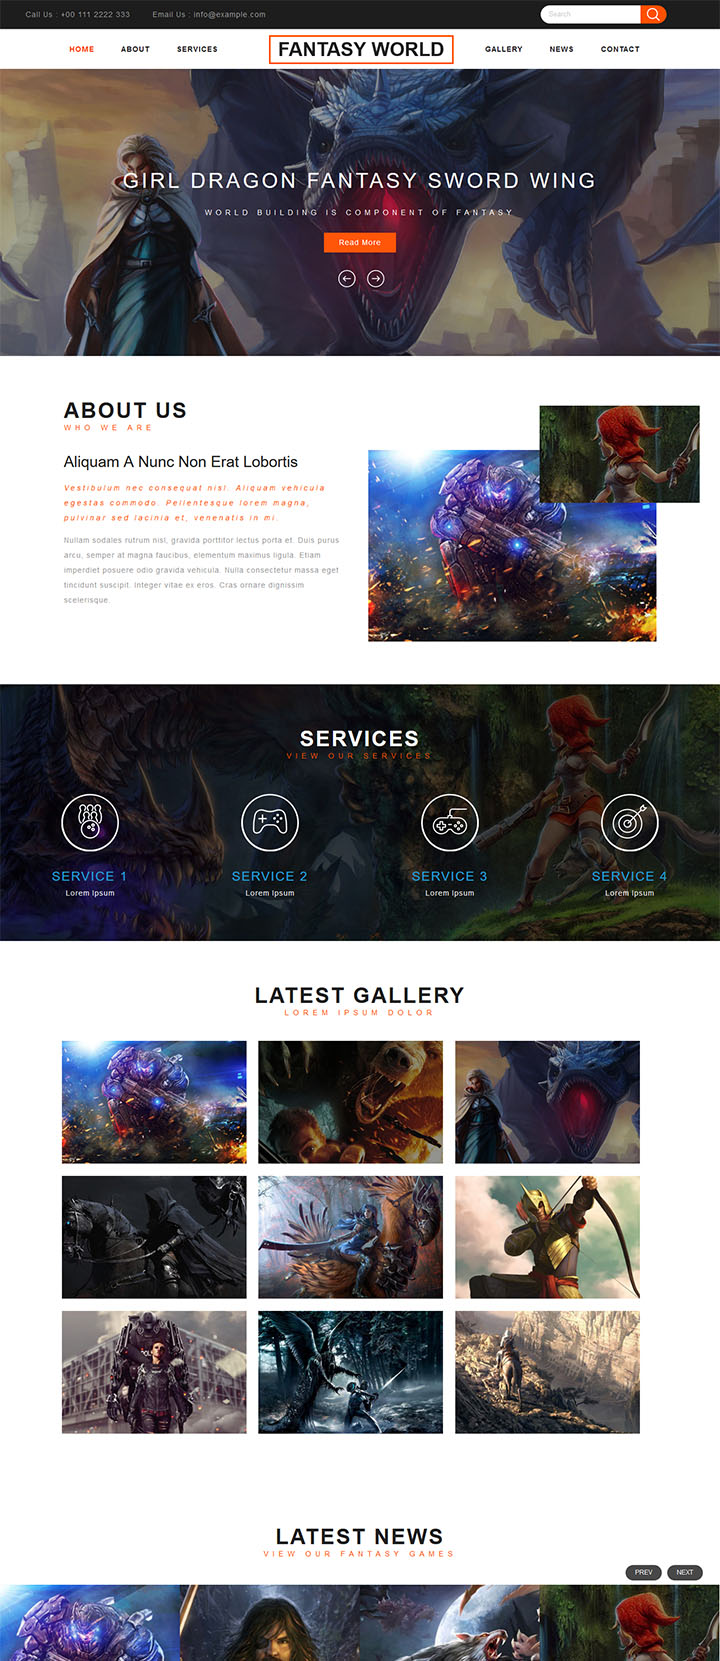 Call Us : +00 111 2222 333
Email Us : info@example.com
Search
HOME
ABOUT
SERVICES
FANTASY WORLD
GALLERY
NEWS
CONTACT
GIRL DRAGON FANTASY SWORD WING
WORLD BUILDING IS COMPONENT OF FANTASY
Read More
ABOUT US
WHO WE ARE
Aliquam A Nunc Non Erat Lobortis
Vestibulum nec consequat nisl. Aliquam vehicula
egestas commodo. Pellentesque lorem magna,
pulvinar sed lacinia et, venenatis in mi.
Nullam sodales rutrum nisl, gravida porttitor lectus porta et. Duis purus
arcu, semper at magna faucibus, elementum maximus ligula. Etiam
imperdiet posuere odio gravida vehicula. Nulla consectetur massa eget
tincidunt suscipit. Integer vitae ex eros. Cras ornare dignissim
scelerisque.
SERVICES
VIEW OUR SERVICES
SERVICE 1
Lorem Ipsum
SERVICE 2
Lorem Ipsum
SERVICE 3
Lorem Ipsum
SERVICE 4
Lorem Ipsum
LATEST GALLERY
LOREM IPSUM DOLOR
LATEST NEWS
VIEW OUR FANTASY GAMES
PREV
NEXT